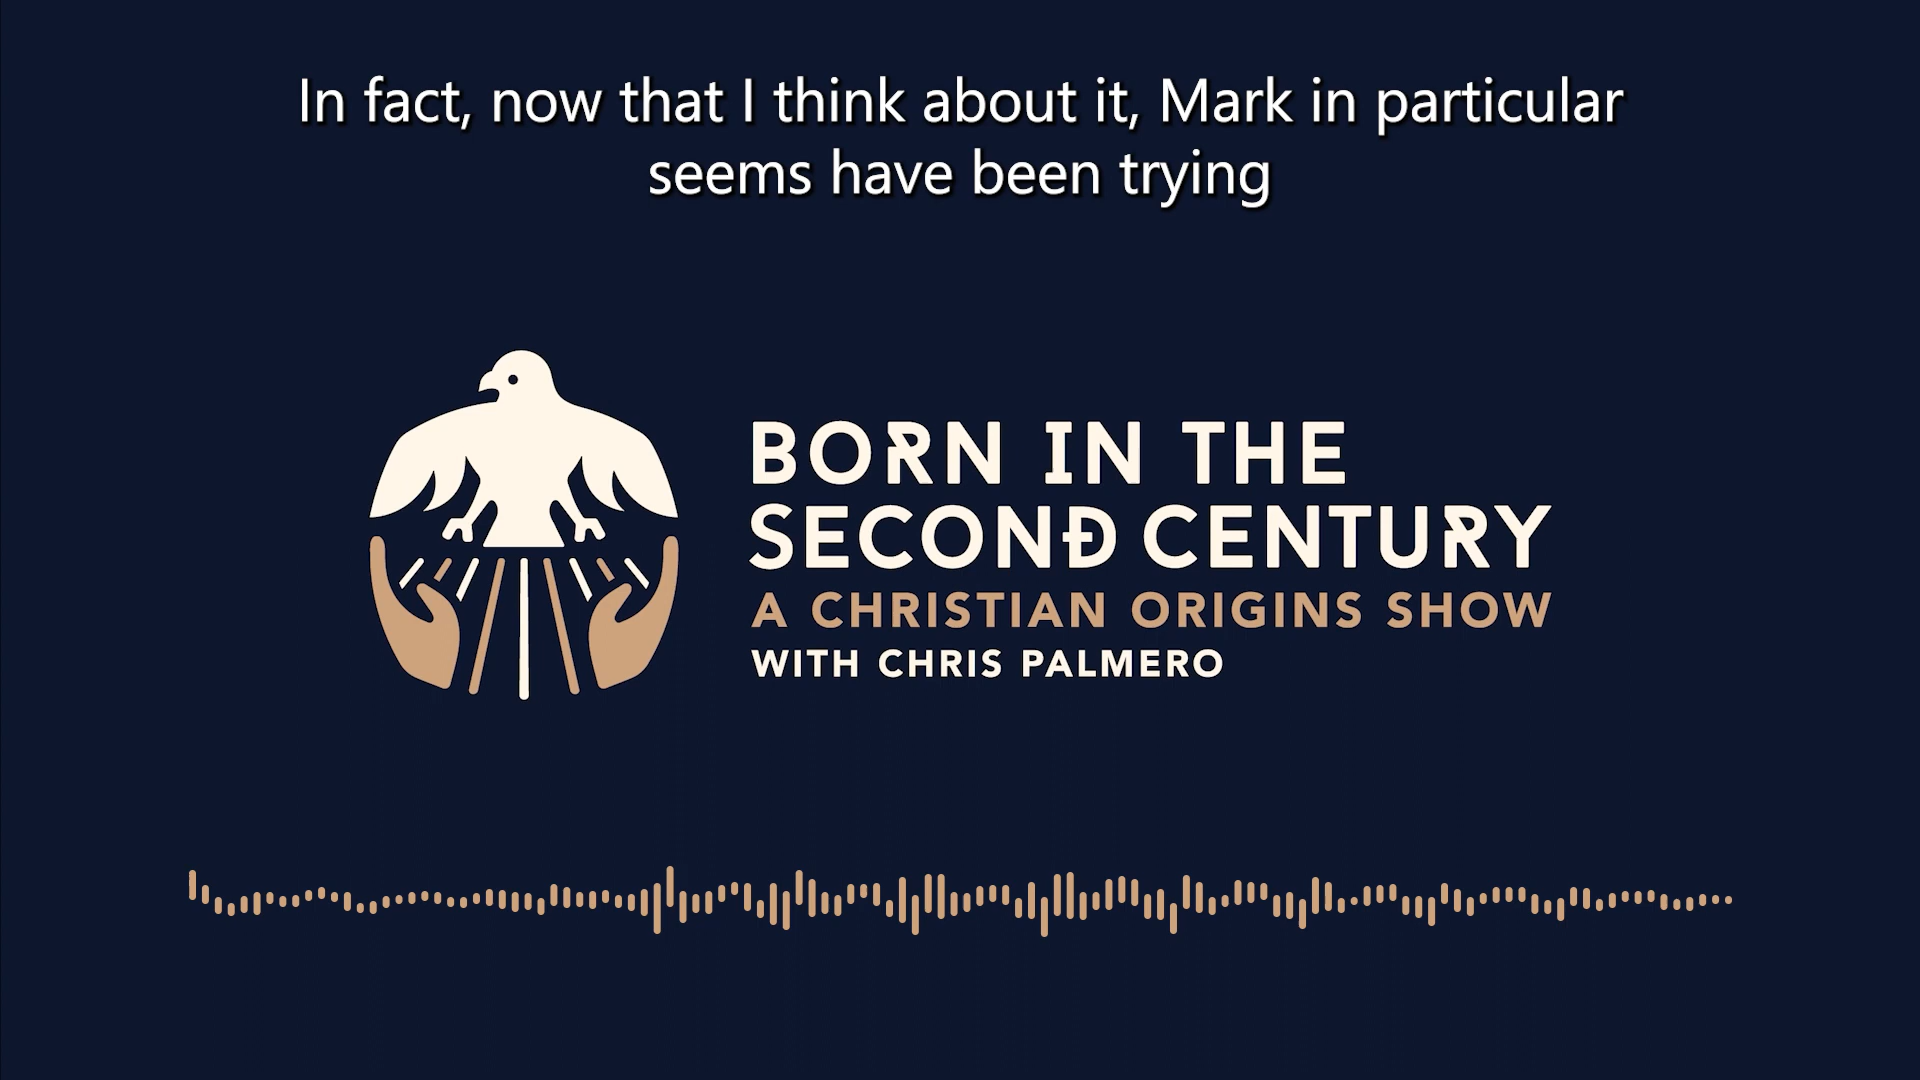 In fact, now that I think about it, Mark in particular
seems have been trying
BORN IN THE
SECOND CENTURY
A CHRISTIAN ORIGINS SHOW
WITH CHRIS PALMERO